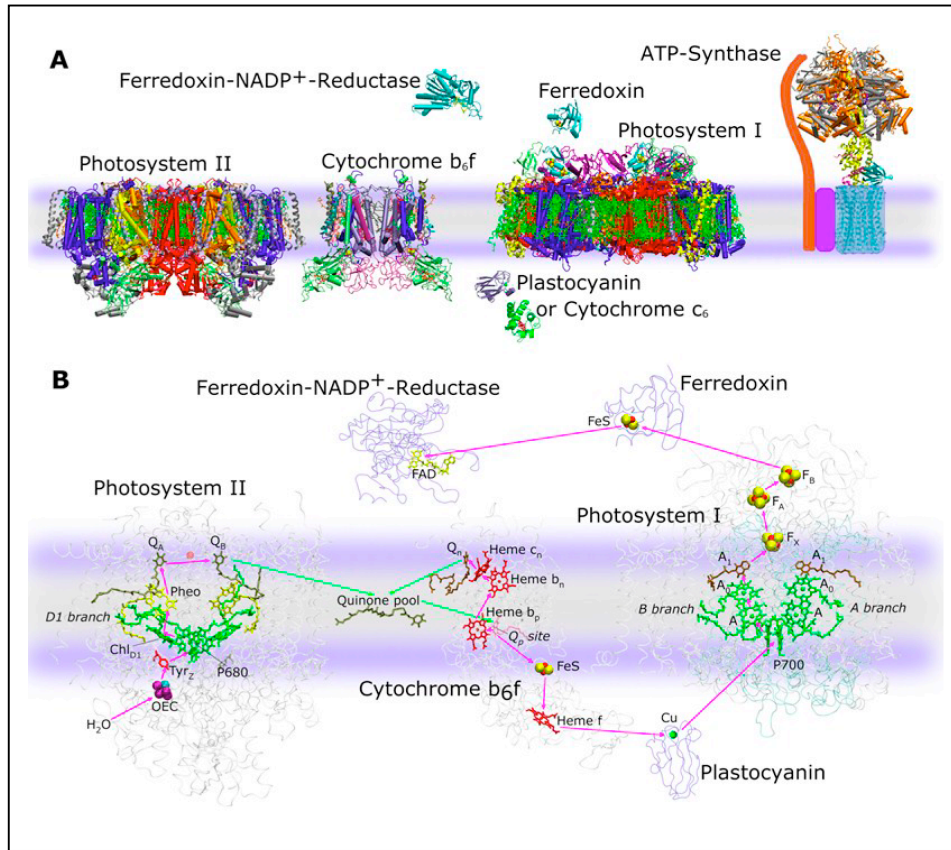 A
Ferredoxin-NADP+-Reductase
ATP-Synthase
Ferredoxin
Photosystem I
Photosystem II
Cytochrome b6f
Plastocyanin
or Cytochrome c6
B
Ferredoxin-NADP+-Reductase
Ferredoxin
FeS
FAD
Photosystem II
FB
FA
Photosystem I
FX
QA
QB
Qn
Heme cn
A1
A1
Pheo
Heme bn
A0
A0
Quinone pool
D1 branch
Heme bp
B branch
A
A
A branch
Qp site
ChlD1
TyrZ
P680
P700
FeS
OEC
Cytochrome b6f
H2O
Heme f
Cu
Plastocyanin